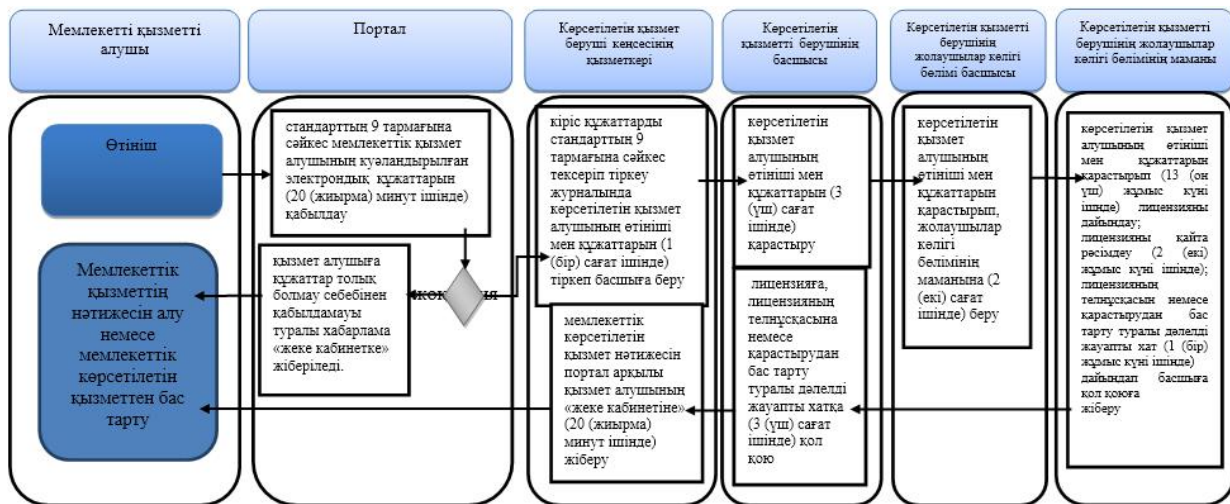 Мемлекетті қызметті
алушы
Портал
Көрсетілетін қызмет
беруші кеңсесінің
қызметкері
Көрсетілетін
қызметті берушінің
басшысы
Көрсетілетін қызметті
берушінің
жолаушылар көлігі
бөлімі басшысы
Көрсетілетін қызметті
берушінің жолаушылар
көлігі бөлімінің маманы
Өтініш
Мемлекеттік
қызметтің
нәтижесін алу
немесе
мемлекеттік
көрсетілетін
қызметтен бас
тарту
стандарттың 9 тармағына
сәйкес мемлекеттік қызмет
алушының куәландырылған
электрондық құжаттарын
(20 (жиырма) минут ішінде)
қабылдау
қызмет алушыға
құжаттар толық
болмау себебінен
қабылдамауы
туралы хабарлама
«жеке кабинетке»
жіберіледі.
кіріс құжаттарды
стандарттың 9
тармағына сәйкес
тексеріп тіркеу
журналында
көрсетілетін қызмет
алушының өтініші
мен құжаттарын (1
(бір) сағат ішінде)
тіркеп басшыға беру
мемлекеттік
көрсетілетін
қызмет нәтижесін
портал арқылы
қызмет алушының
«жеке кабинетіне»
(20 (жиырма)
минут ішінде)
жіберу
көрсетілетін
қызмет
алушының
өтініші мен
құжаттарын (3
(үш) сағат
ішінде)
қарастыру
лицензияға,
лицензияның
телнұсқасына
немесе
қарастырудан
бас тарту
туралы дәлелді
жауапты хатқа
(3 (үш) сағат
ішінде) қол
қою
көрсетілетін
қызмет
алушының
өтініші мен
құжаттарын
қарастырып,
жолаушылар
көлігі
бөлімінің
маманына (2
(екі) сағат
ішінде) беру
көрсетілетін қызмет
алушының өтініші
мен құжаттарын
қарастырып (13 (он
үш) жұмыс күні
ішінде) лицензияны
дайындау;
лицензияны қайта
рәсімдеу (2 (екі)
жұмыс күні ішінде);
лицензияның
телнұсқасын немесе
қарастырудан бас
тарту туралы дәлелді
жауапты хат (1 (бір)
жұмыс күні ішінде)
дайындап басшыға
қол қоюға
жіберу